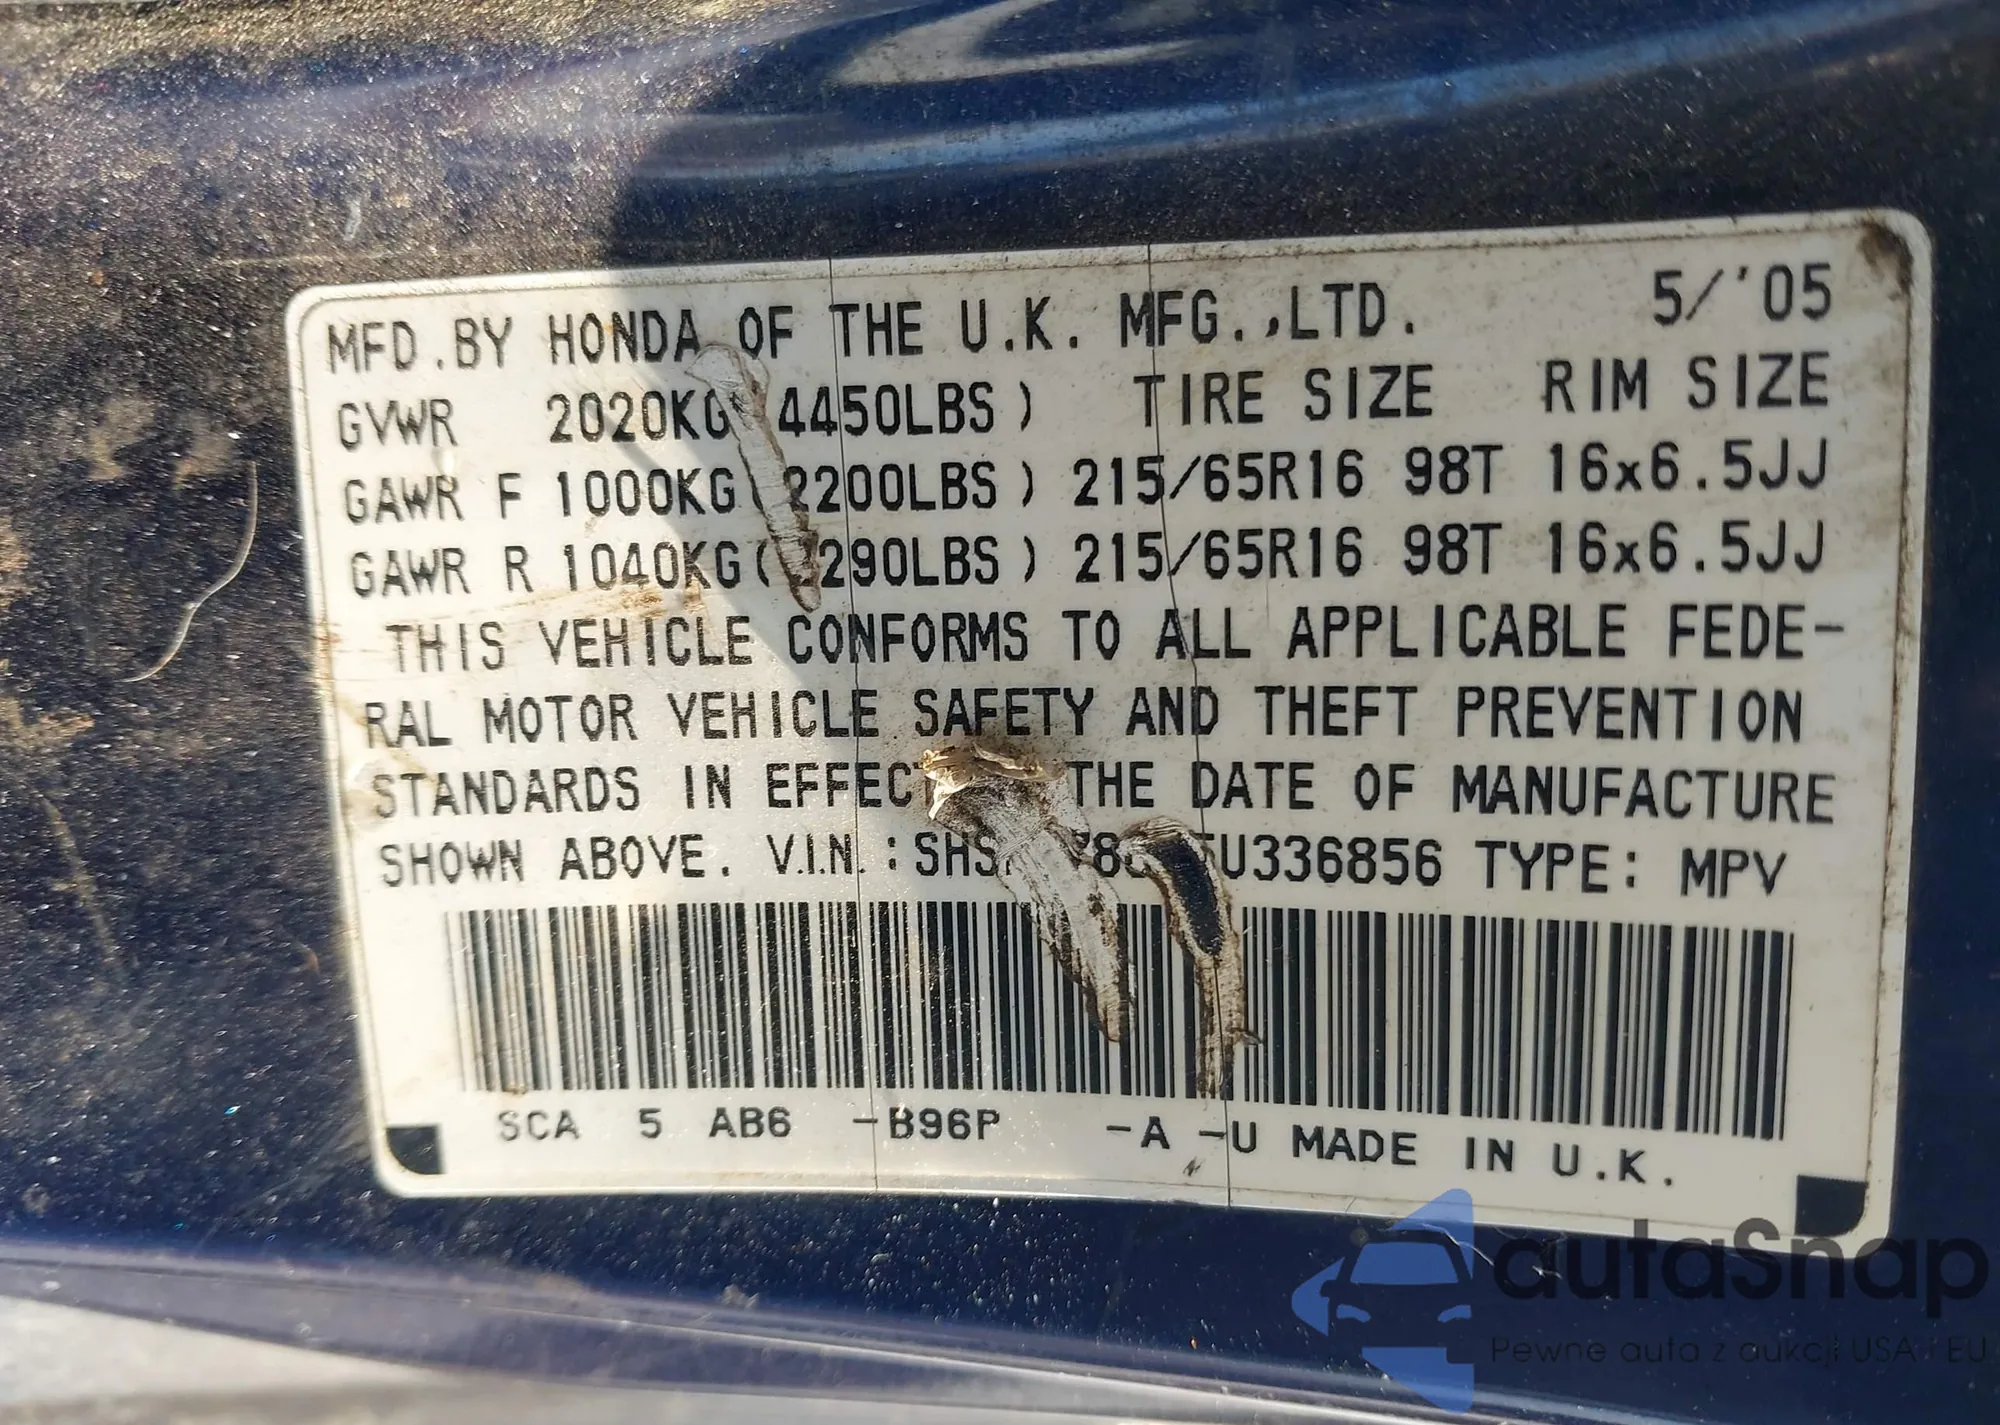 MFD.BY HONDA OF THE U.K. MFG.,LTD. 5/'05
GVWR 2020KG(4450LBS) TIRE SIZE RIM SIZE
GAWR F 1000KG(2200LBS) 215/65R16 98T 16x6.5JJ
GAWR R 1040KG(2290LBS) 215/65R16 98T 16x6.5JJ
THIS VEHICLE CONFORMS TO ALL APPLICABLE FEDE-
RAL MOTOR VEHICLE SAFETY AND THEFT PREVENTION
STANDARDS IN EFFECT THE DATE OF MANUFACTURE
SHOWN ABOVE. V.I.N.: TYPE: MPV
SCA 5 AB6 -B96P -A -U MADE IN U.K.
autaSnap
Pewne auta z aukcji USA i EU